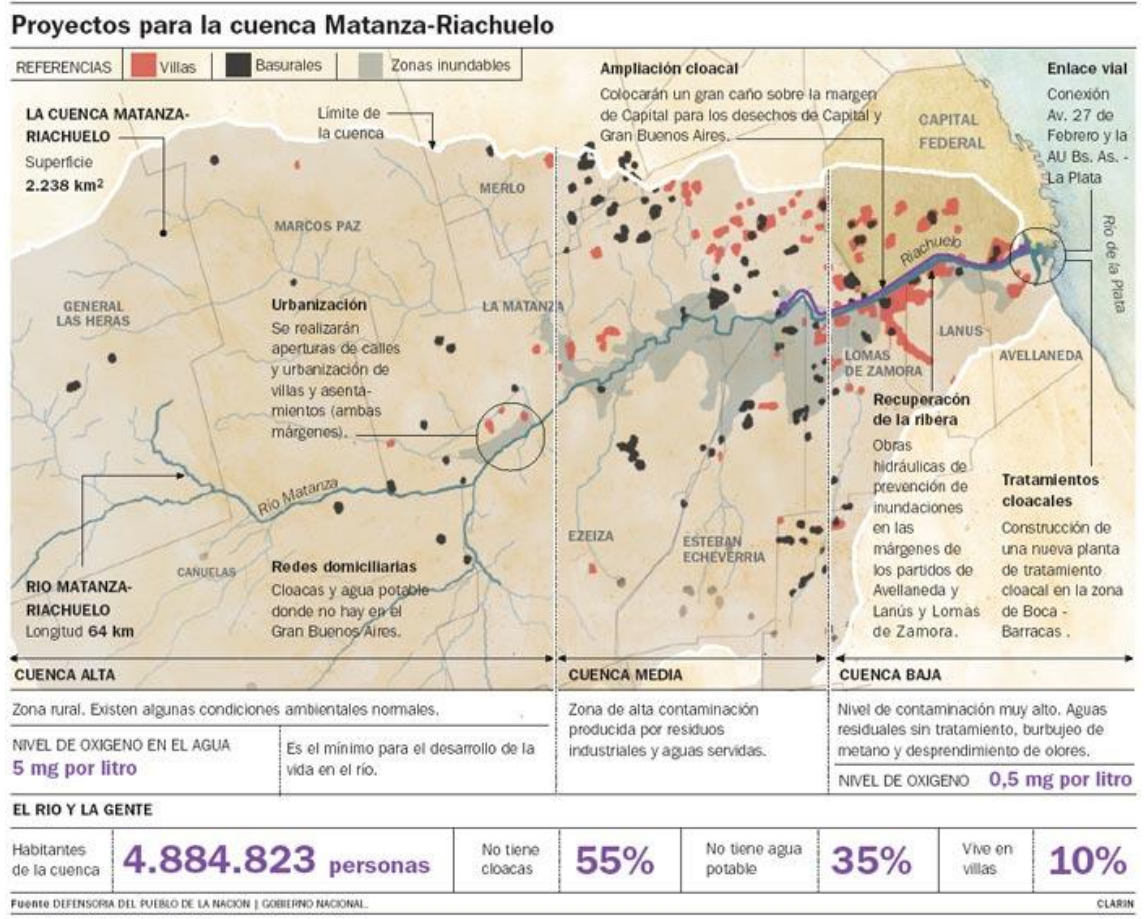 Proyectos para la cuenca Matanza-Riachuelo
REFERENCIAS
Villas
Basurales
Zonas inundables
LA CUENCA MATANZA-
RIACHUELO
Superficie
2.238 km²
Límite de
la cuenca
Ampliación cloacal
Colocarán un gran caño sobre la margen
de Capital para los desechos de Capital y
Gran Buenos Aires.
CAPITAL
FEDERAL
Enlace vial
Conexión
Av. 27 de
Febrero y la
AU Bs. As. -
La Plata
Río de la Plata
MERLO
MARCOS PAZ
GENERAL
LAS HERAS
LA MATANZA
Riachuelo
LANUS
LOMAS
DE ZAMORA
AVELLANEDA
Urbanización
Se realizarán
aperturas de calles
y urbanización de
villas y asenta-
mientos (ambas
márgenes).
Recuperacón
de la ribera
Obras
hidráulicas de
prevención de
inundaciones
en las
márgenes de
los partidos de
Avellaneda y
Lanús y Lomas
de Zamora.
Tratamientos
cloacales
Construcción de
una nueva planta
de tratamiento
cloacal en la zona
de Boca -
Barracas .
Río Matanza
EZEIZA
ESTEBAN
ECHEVERRIA
CAÑUELAS
RIO MATANZA-
RIACHUELO
Longitud 64 km
Redes domiciliarias
Cloacas y agua potable
donde no hay en el
Gran Buenos Aires.
CUENCA ALTA
Zona rural. Existen algunas condiciones ambientales normales.
NIVEL DE OXIGENO EN EL AGUA
5 mg por litro
Es el mínimo para el desarrollo de la
vida en el río.
CUENCA MEDIA
Zona de alta contaminación
producida por residuos
industriales y aguas servidas.
CUENCA BAJA
Nivel de contaminación muy alto. Aguas
residuales sin tratamiento, burbujeo de
metano y desprendimiento de olores.
NIVEL DE OXIGENO 0,5 mg por litro
EL RIO Y LA GENTE
Habitantes
de la cuenca
4.884.823 personas
No tiene
cloacas
55%
No tiene agua
potable
35%
Vive en
villas
10%
Fuente DEFENSORIA DEL PUEBLO DE LA NACION | GOBIERNO NACIONAL.
CLARIN